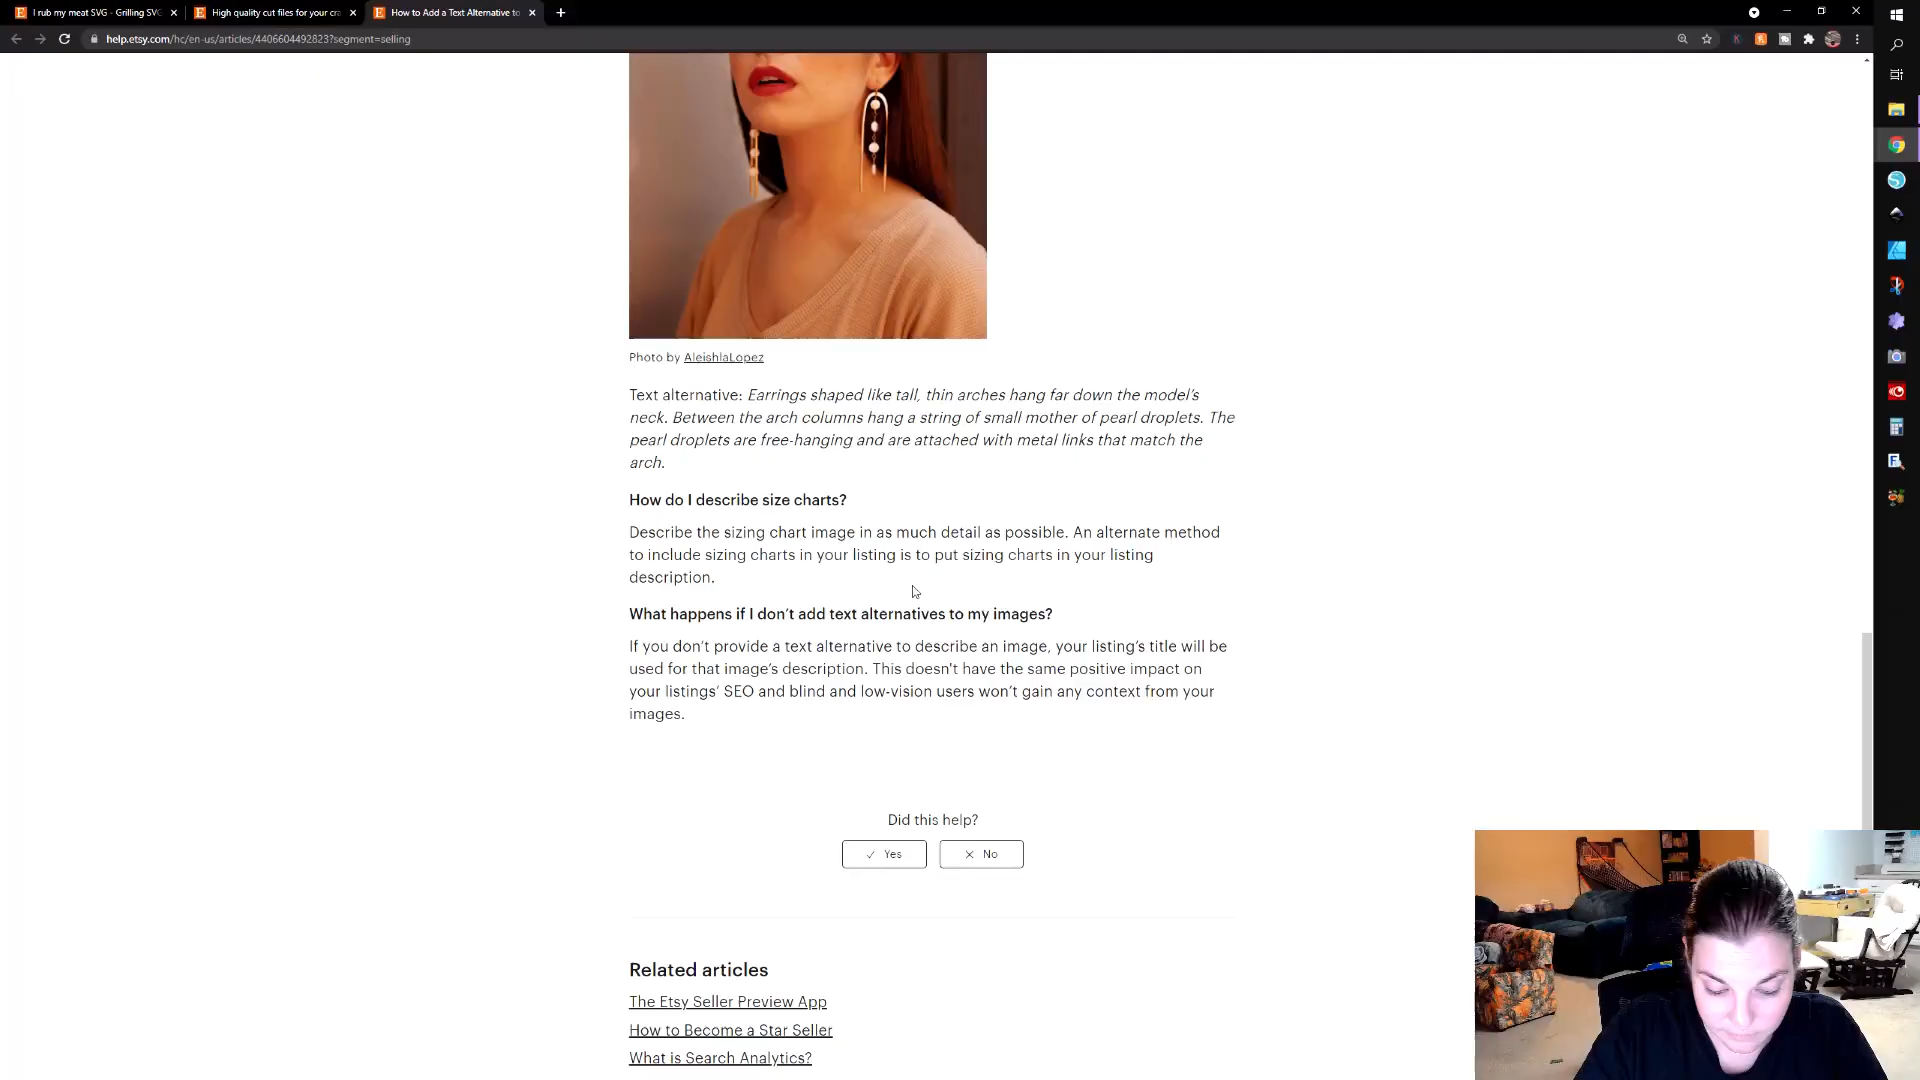 I rub my meat SVG - Grilling SVG
High quality cut files for your cra
How to Add a Text Alternative to
help.etsy.com/hc/en-us/articles/4406604492823?segment=selling
Photo by AleishlaLopez
Text alternative: Earrings shaped like tall, thin arches hang far down the model's
neck. Between the arch columns hang a string of small mother of pearl droplets. The
pearl droplets are free-hanging and are attached with metal links that match the
arch.
How do I describe size charts?
Describe the sizing chart image in as much detail as possible. An alternate method
to include sizing charts in your listing is to put sizing charts in your listing
description.
What happens if I don't add text alternatives to my images?
If you don't provide a text alternative to describe an image, your listing's title will be
used for that image's description. This doesn't have the same positive impact on
your listings' SEO and blind and low-vision users won't gain any context from your
images.
Did this help?
Yes
No
Related articles
The Etsy Seller Preview App
How to Become a Star Seller
What is Search Analytics?